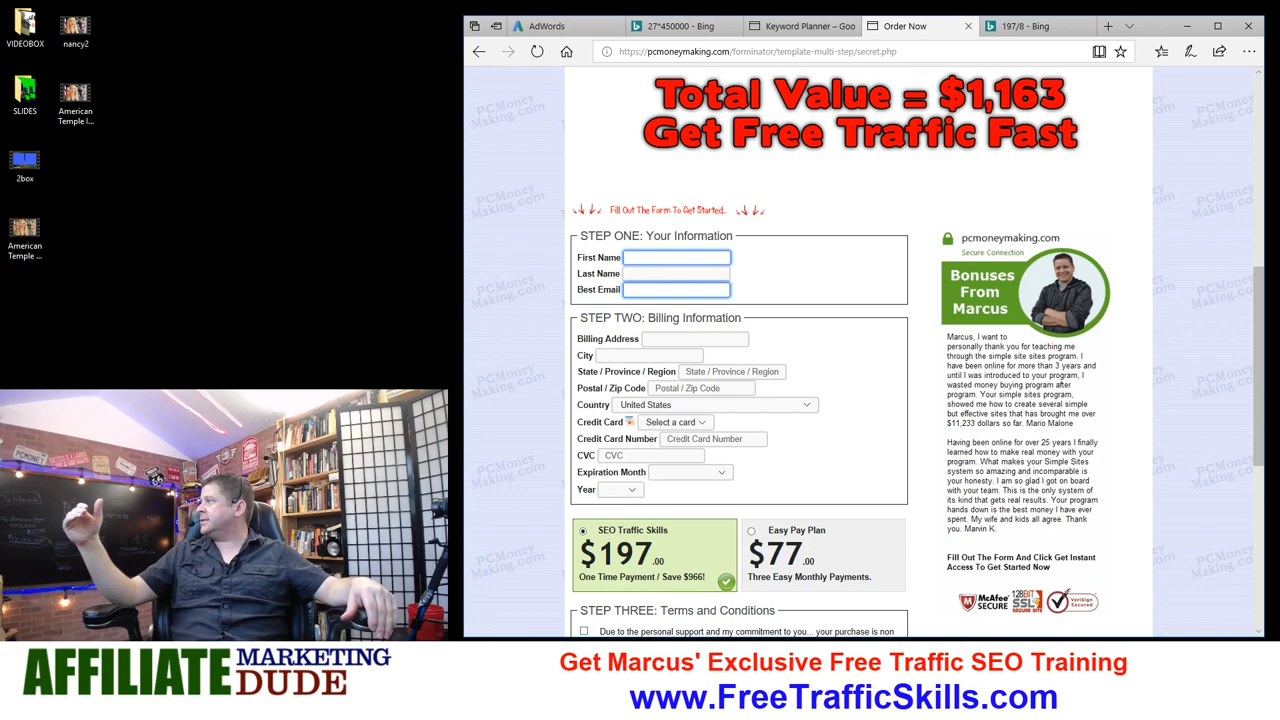 VIDEOBOX
nancy2
SLIDES
American
Temple I...
2box
American
Temple ...
AdWords
27*450000 - Bing
Keyword Planner – Goo
Order Now
197/8 - Bing
https://pcmoneymaking.com/forminator/template-multi-step/secret.php
Total Value = $1,163
Get Free Traffic Fast
Fill Out The Form To Get Started...
STEP ONE: Your Information
First Name
Last Name
Best Email
STEP TWO: Billing Information
Billing Address
City
State / Province / Region State / Province / Region
Postal / Zip Code Postal / Zip Code
Country United States
Credit Card Select a card
Credit Card Number Credit Card Number
CVC CVC
Expiration Month
Year
SEO Traffic Skills
$197.00
One Time Payment / Save $966!
Easy Pay Plan
$77.00
Three Easy Monthly Payments.
STEP THREE: Terms and Conditions
Due to the personal support and my commitment to you... your purchase is non
pcmoneymaking.com
Secure Connection
Bonuses
From
Marcus
Marcus, I want to
personally thank you for teaching me
through the simple site sites program. I
have been online for more than 3 years and
until I was introduced to your program, I
wasted money buying program after
program. Your simple sites program,
showed me how to create several simple
but effective sites that has brought me over
$11,233 dollars so far. Mario Malone
Having been online for over 25 years I finally
learned how to make real money with your
program. What makes your Simple Sites
system so amazing and incomparable is
your honesty. I am so glad I got on board
with your team. This is the only system of
its kind that gets real results. Your program
hands down is the best money I have ever
spent. My wife and kids all agree. Thank
you. Marvin K.
Fill Out The Form And Click Get Instant
Access To Get Started Now
McAfee
SECURE
128BIT
SSL
SECURE SITE
VeriSign
Secured
PCMoney
Making.com
AFFILIATE MARKETING
DUDE
Get Marcus' Exclusive Free Traffic SEO Training
www.FreeTrafficSkills.com